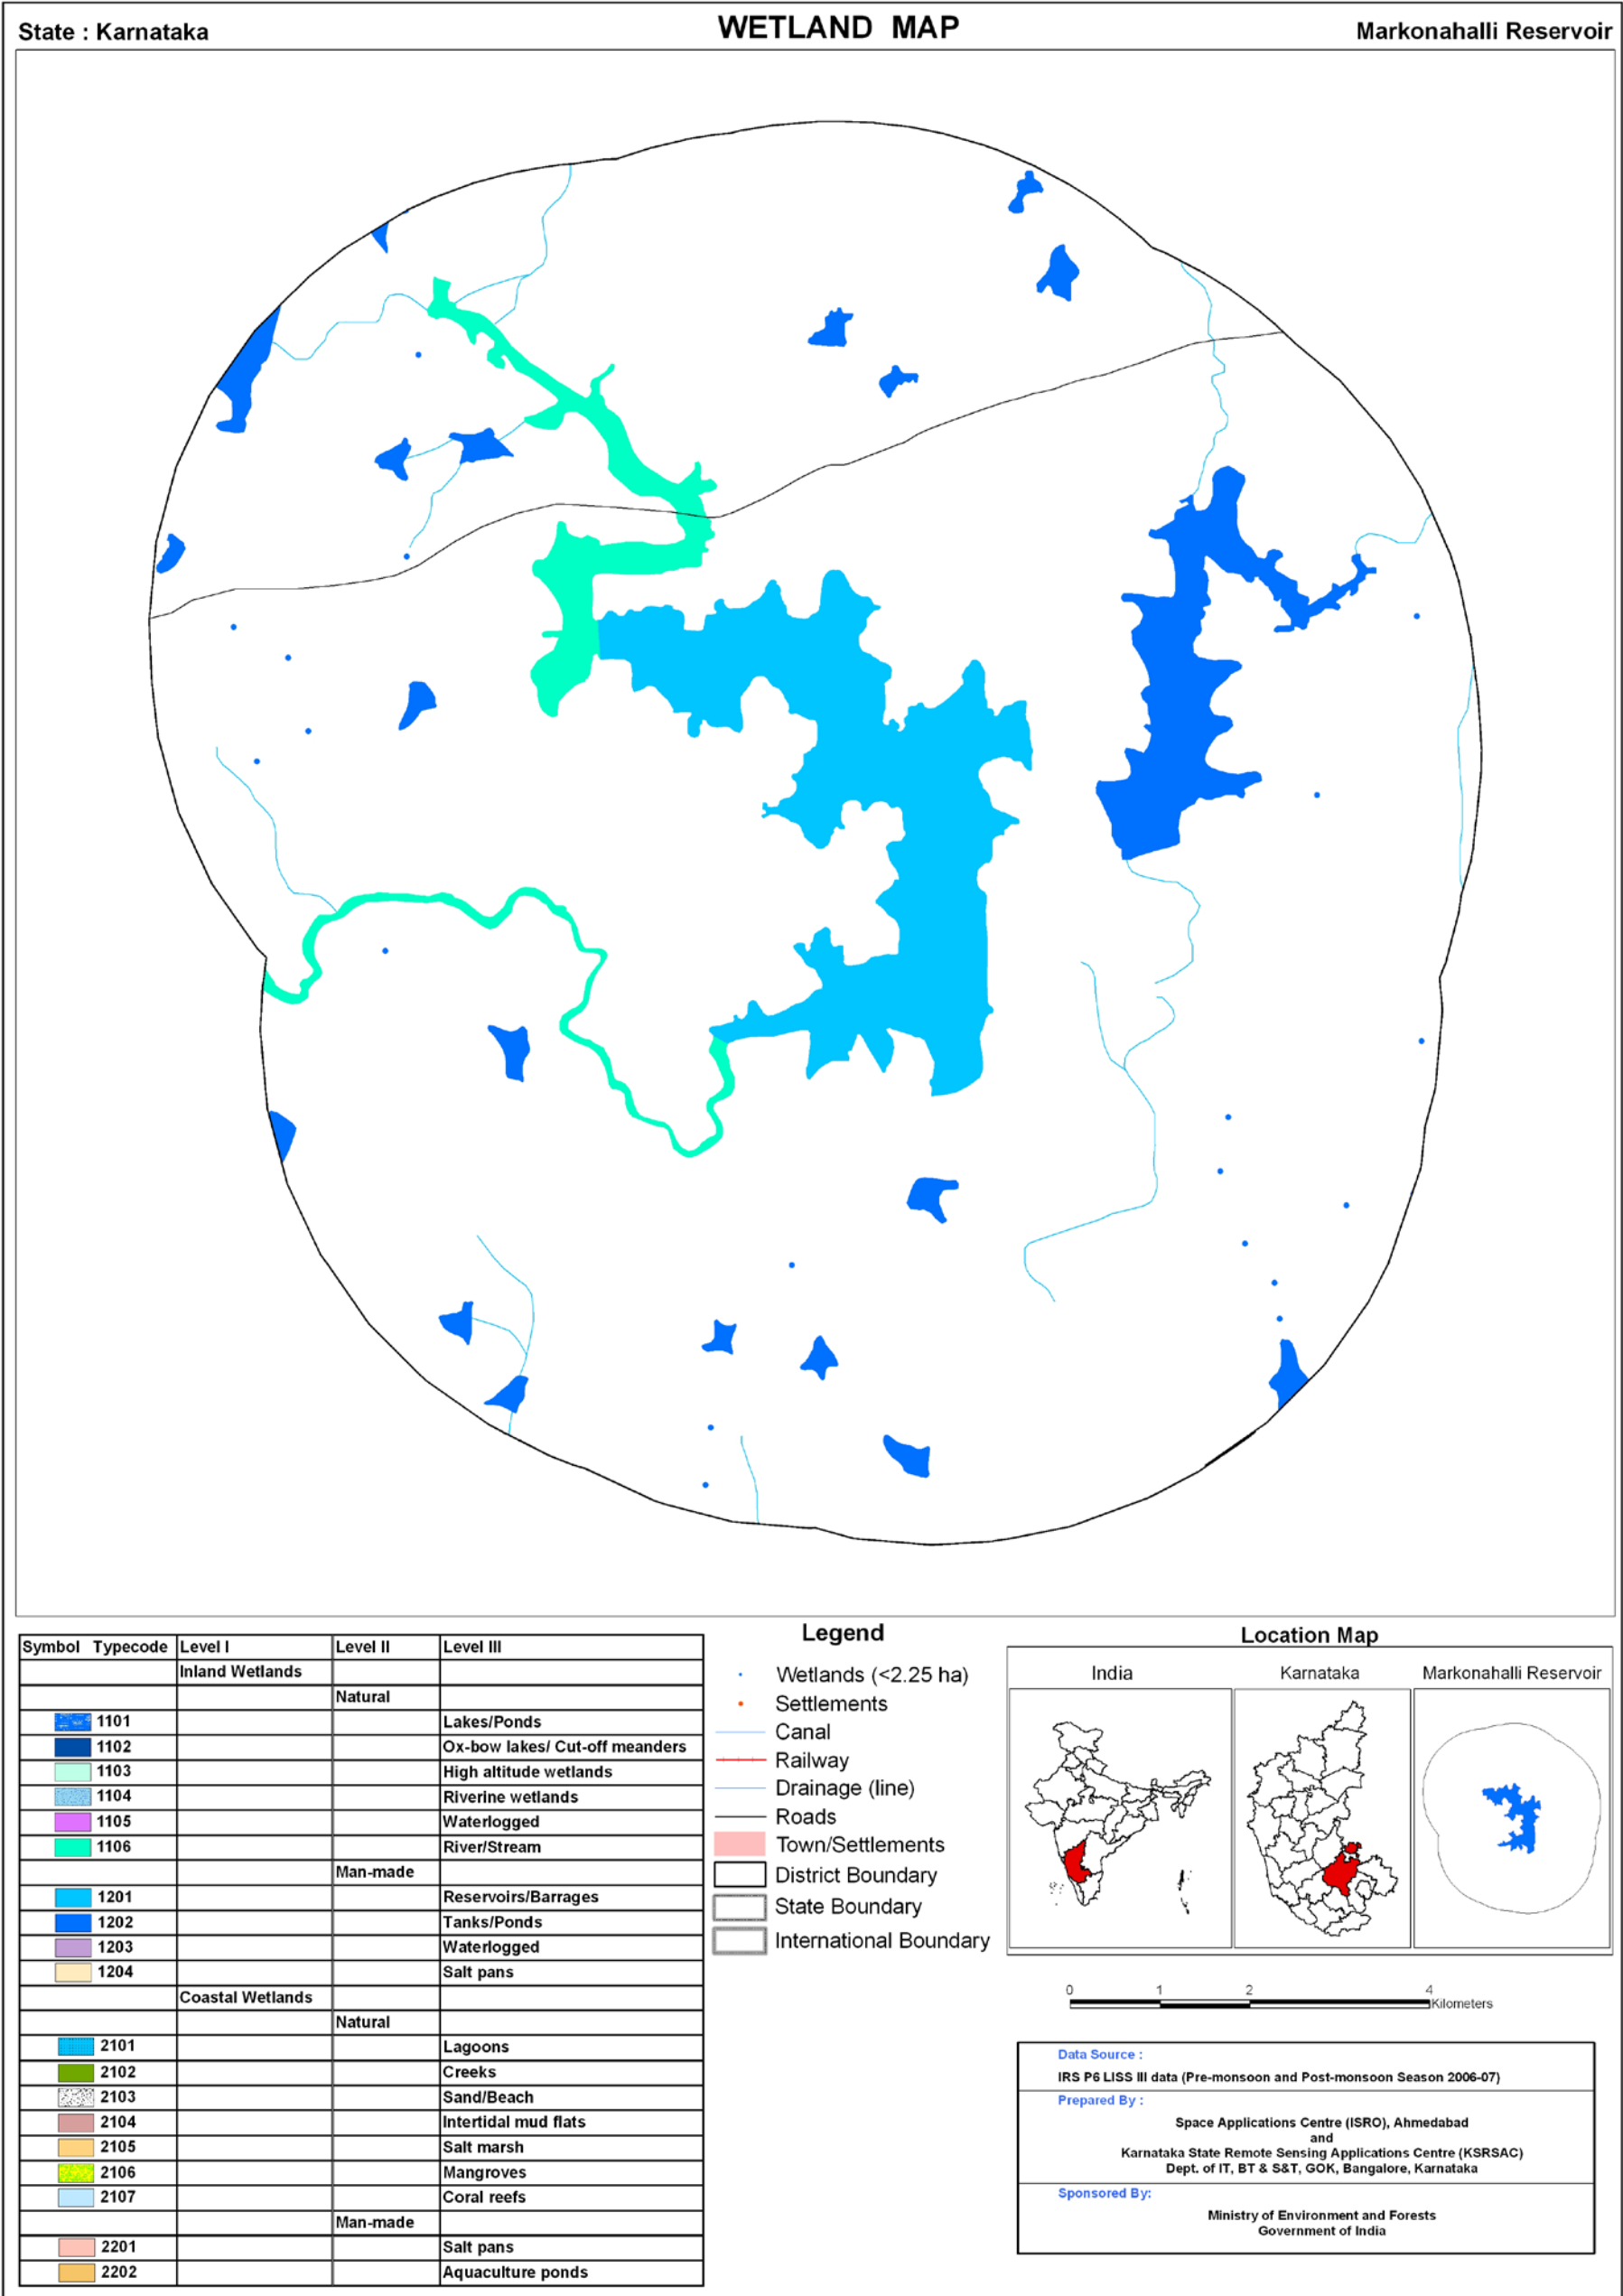 State : Karnataka
WETLAND MAP
Markonahalli Reservoir
Symbol Typecode Level I Level II Level III
Inland Wetlands
Natural
1101 Lakes/Ponds
1102 Ox-bow lakes/ Cut-off meanders
1103 High altitude wetlands
1104 Riverine wetlands
1105 Waterlogged
1106 River/Stream
Man-made
1201 Reservoirs/Barrages
1202 Tanks/Ponds
1203 Waterlogged
1204 Salt pans
Coastal Wetlands
Natural
2101 Lagoons
2102 Creeks
2103 Sand/Beach
2104 Intertidal mud flats
2105 Salt marsh
2106 Mangroves
2107 Coral reefs
Man-made
2201 Salt pans
2202 Aquaculture ponds
Legend
Wetlands (<2.25 ha)
Settlements
Canal
Railway
Drainage (line)
Roads
Town/Settlements
District Boundary
State Boundary
International Boundary
Location Map
India
Karnataka
Markonahalli Reservoir
0 1 2 4
Kilometers
Data Source :
IRS P6 LISS III data (Pre-monsoon and Post-monsoon Season 2006-07)
Prepared By :
Space Applications Centre (ISRO), Ahmedabad
and
Karnataka State Remote Sensing Applications Centre (KSRSAC)
Dept. of IT, BT & S&T, GOK, Bangalore, Karnataka
Sponsored By:
Ministry of Environment and Forests
Government of India